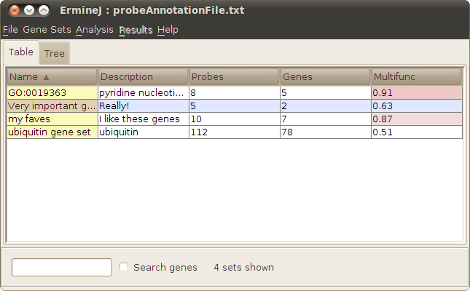 ErmineJ : probeAnnotationFile.txt
File Gene Sets Analysis Results Help
Table Tree
Name Description Probes Genes Multifunc
GO:0019363 pyridine nucleoti... 8 5 0.91
Very important g... Really! 5 2 0.63
my faves I like these genes 10 7 0.87
ubiquitin gene set ubiquitin 112 78 0.51
Search genes 4 sets shown